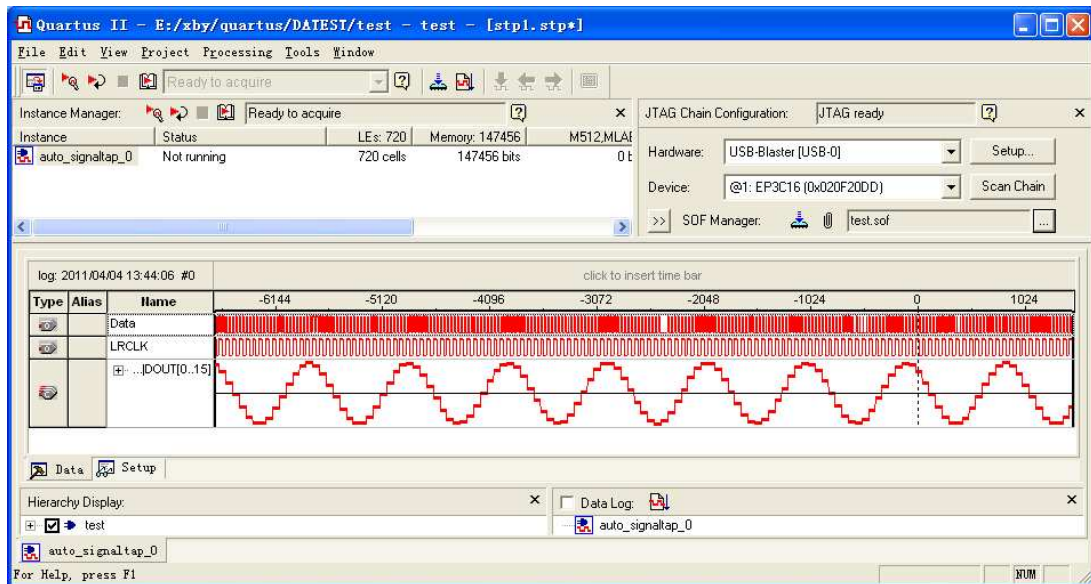 Quartus II - E:/xby/quartus/DATEST/test - test - [stp1.stp*]
File Edit View Project Processing Tools Window
Ready to acquire
Instance Manager: Ready to acquire JTAG Chain Configuration: JTAG ready
Instance Status LEs: 720 Memory: 147456 M512,MLAE
auto_signaltap_0 Not running 720 cells 147456 bits 0 b
Hardware: USB-Blaster [USB-0] Setup...
Device: @1: EP3C16 (0x020F20DD) Scan Chain
>> SOF Manager: test.sof ...
log: 2011/04/04 13:44:06 #0 click to insert time bar
Type Alias Name -6144 -5120 -4096 -3072 -2048 -1024 0 1024
Data
LRCLK
...]DOUT[0..15]
Data Setup
Hierarchy Display: Data Log:
test auto_signaltap_0
auto_signaltap_0
For Help, press F1 NUM